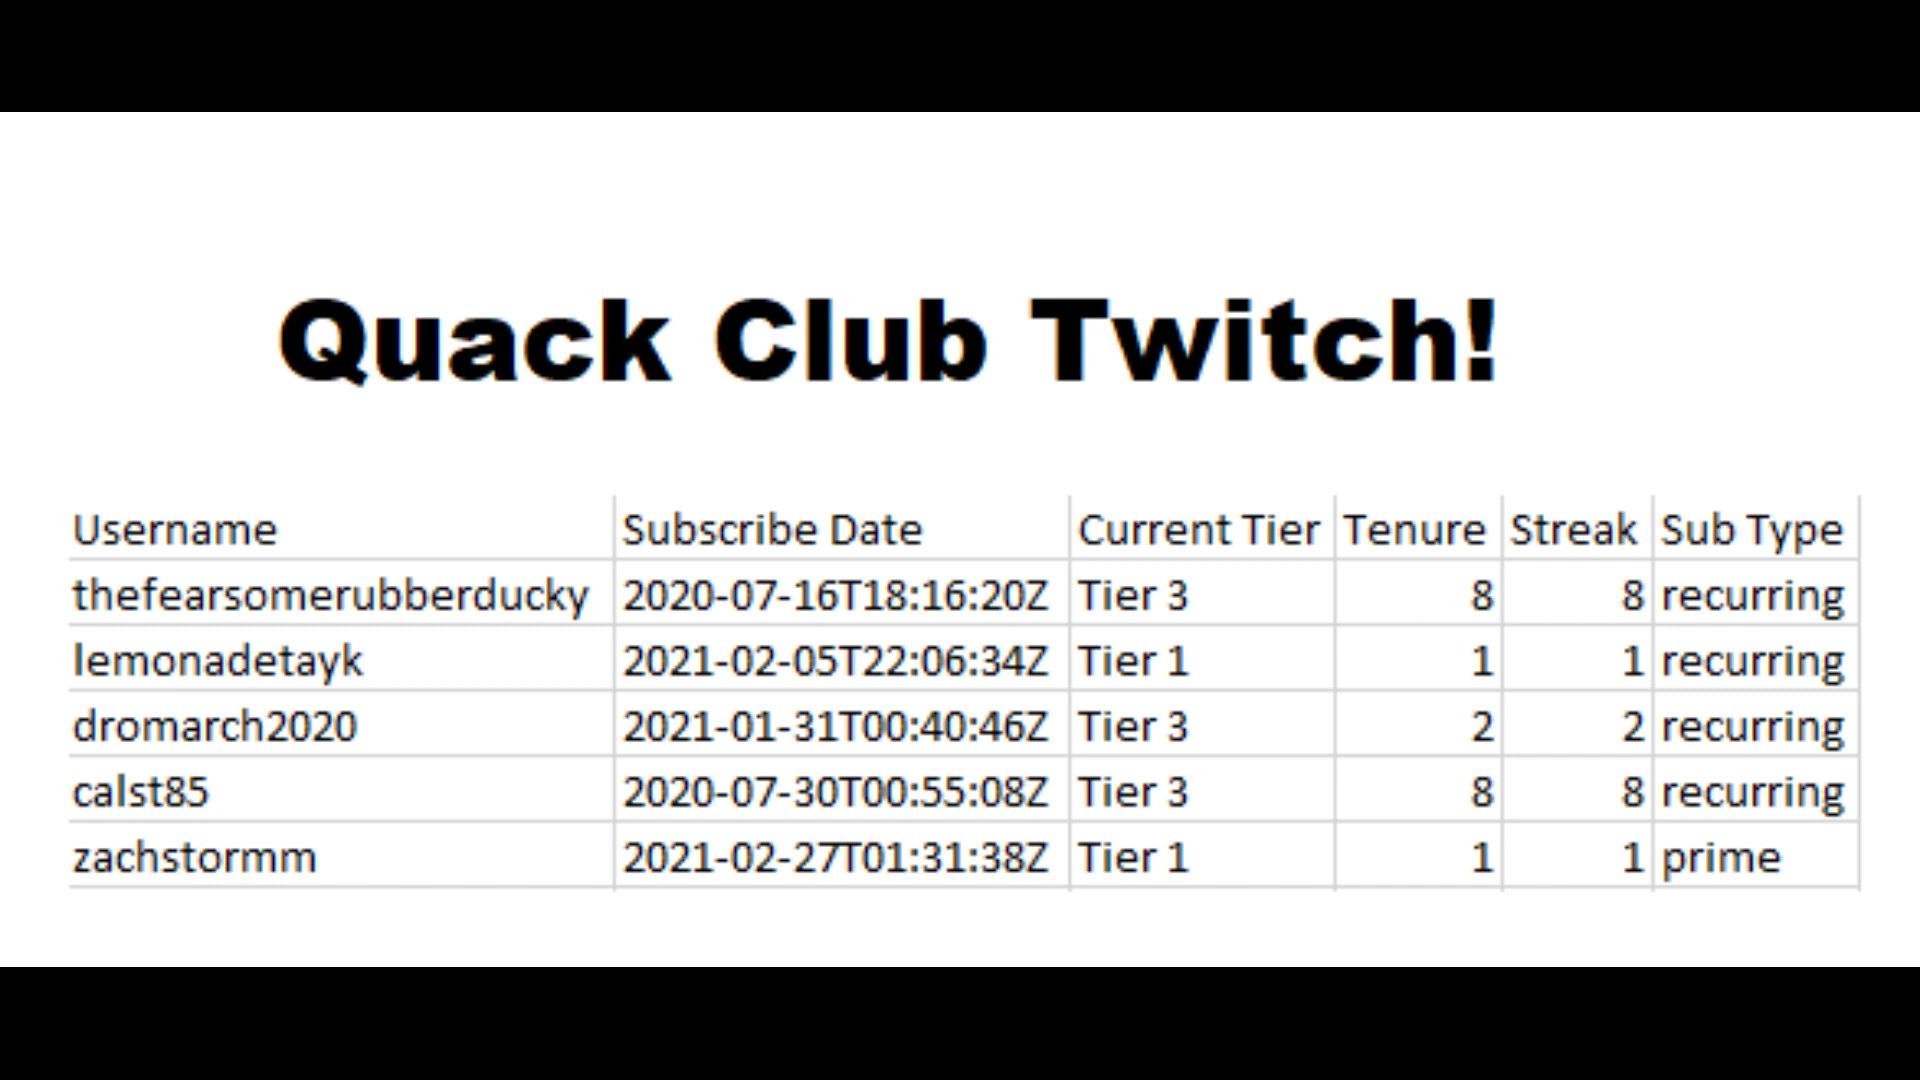 Quack Club Twitch!
Username Subscribe Date Current Tier Tenure Streak Sub Type
thefearsomerubberducky 2020-07-16T18:16:20Z Tier 3 8 8 recurring
lemonadetayk 2021-02-05T22:06:34Z Tier 1 1 1 recurring
dromarch2020 2021-01-31T00:40:46Z Tier 3 2 2 recurring
calst85 2020-07-30T00:55:08Z Tier 3 8 8 recurring
zachstormm 2021-02-27T01:31:38Z Tier 1 1 1 prime